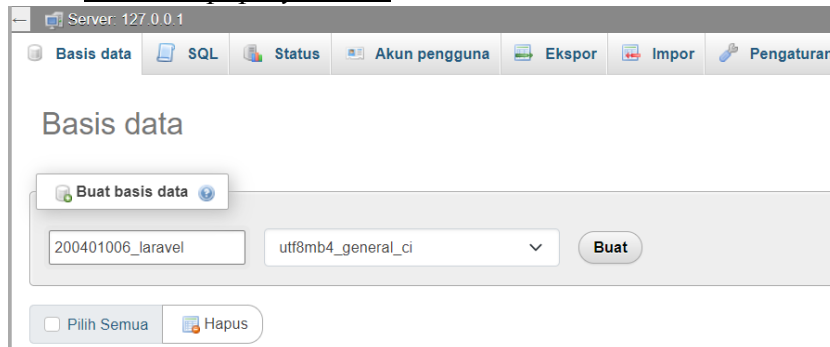 Server: 127.0.0.1
Basis data SQL Status Akun pengguna Ekspor Impor Pengaturan
Basis data
Buat basis data
200401006_laravel utf8mb4_general_ci Buat
Pilih Semua Hapus